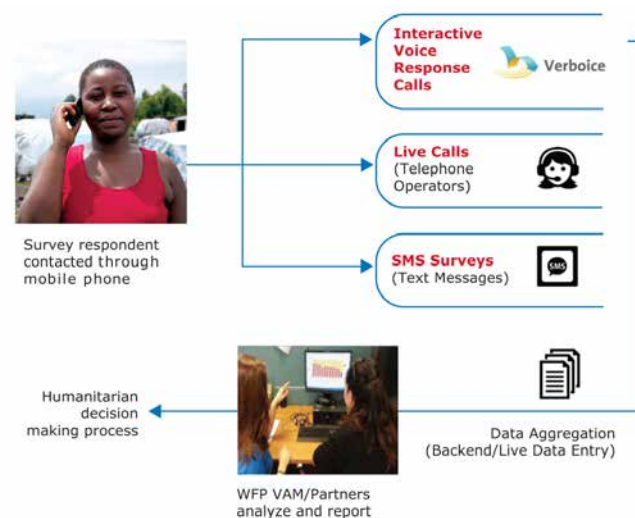 Interactive
Voice
Response
Calls
Verboice
Live Calls
(Telephone
Operators)
Survey respondent
contacted through
mobile phone
SMS Surveys
(Text Messages)
SMS
Humanitarian
decision
making process
Data Aggregation
(Backend/Live Data Entry)
WFP VAM/Partners
analyze and report